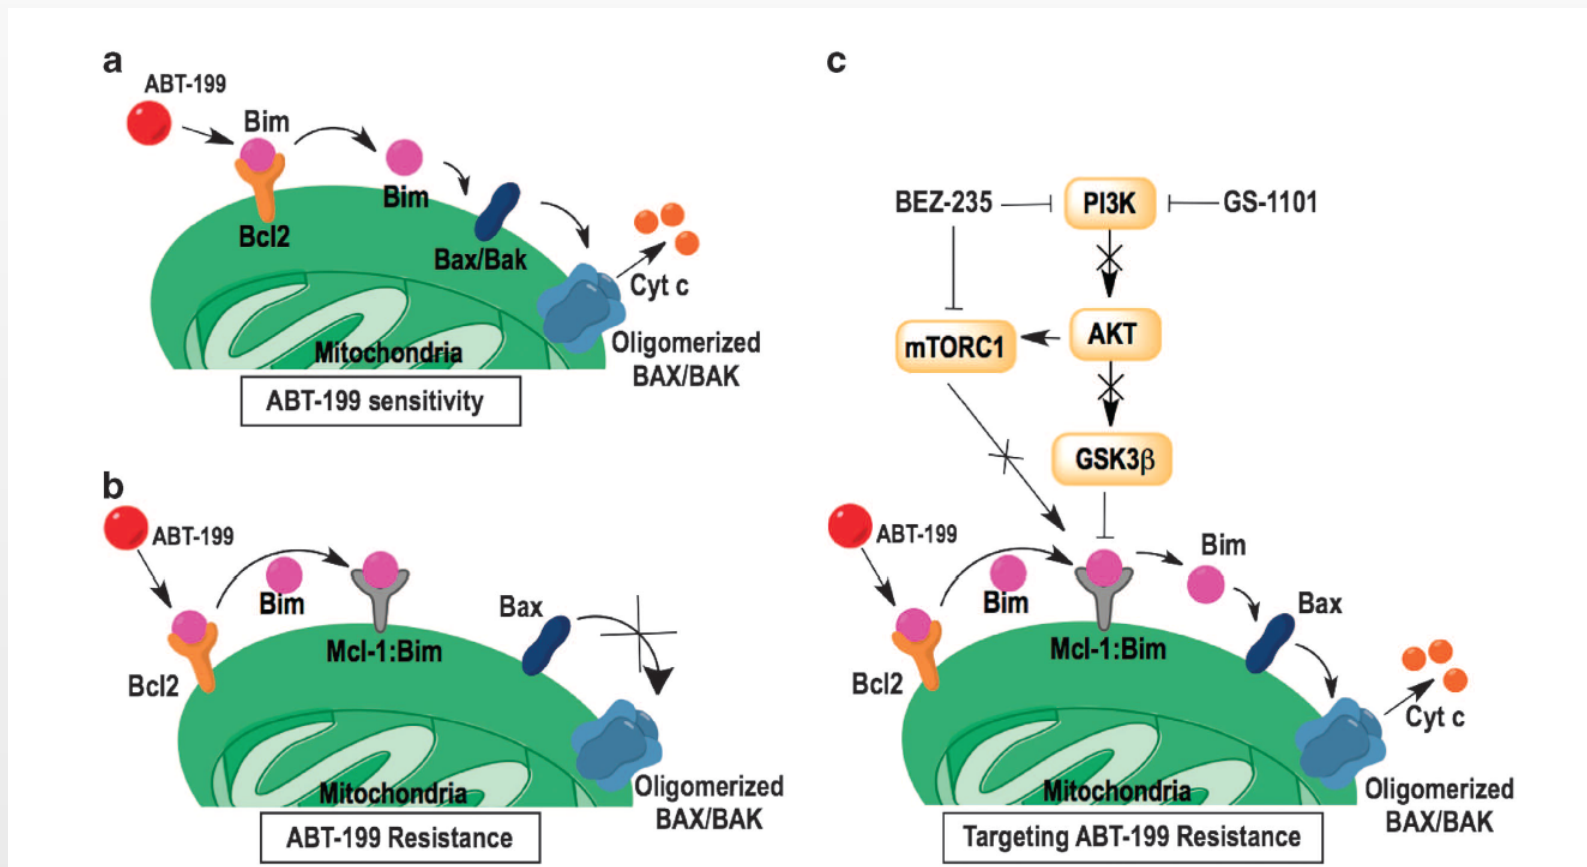 a
ABT-199
Bim
Bim
Bcl2
Bax/Bak
Cyt c
Oligomerized
BAX/BAK
Mitochondria
ABT-199 sensitivity
b
ABT-199
Bim
Mcl-1:Bim
Bax
Bcl2
Oligomerized
BAX/BAK
Mitochondria
ABT-199 Resistance
c
BEZ-235
PI3K
GS-1101
mTORC1
AKT
GSK3β
ABT-199
Bim
Bim
Bax
Mcl-1:Bim
Bcl2
Cyt c
Oligomerized
BAX/BAK
Mitochondria
Targeting ABT-199 Resistance